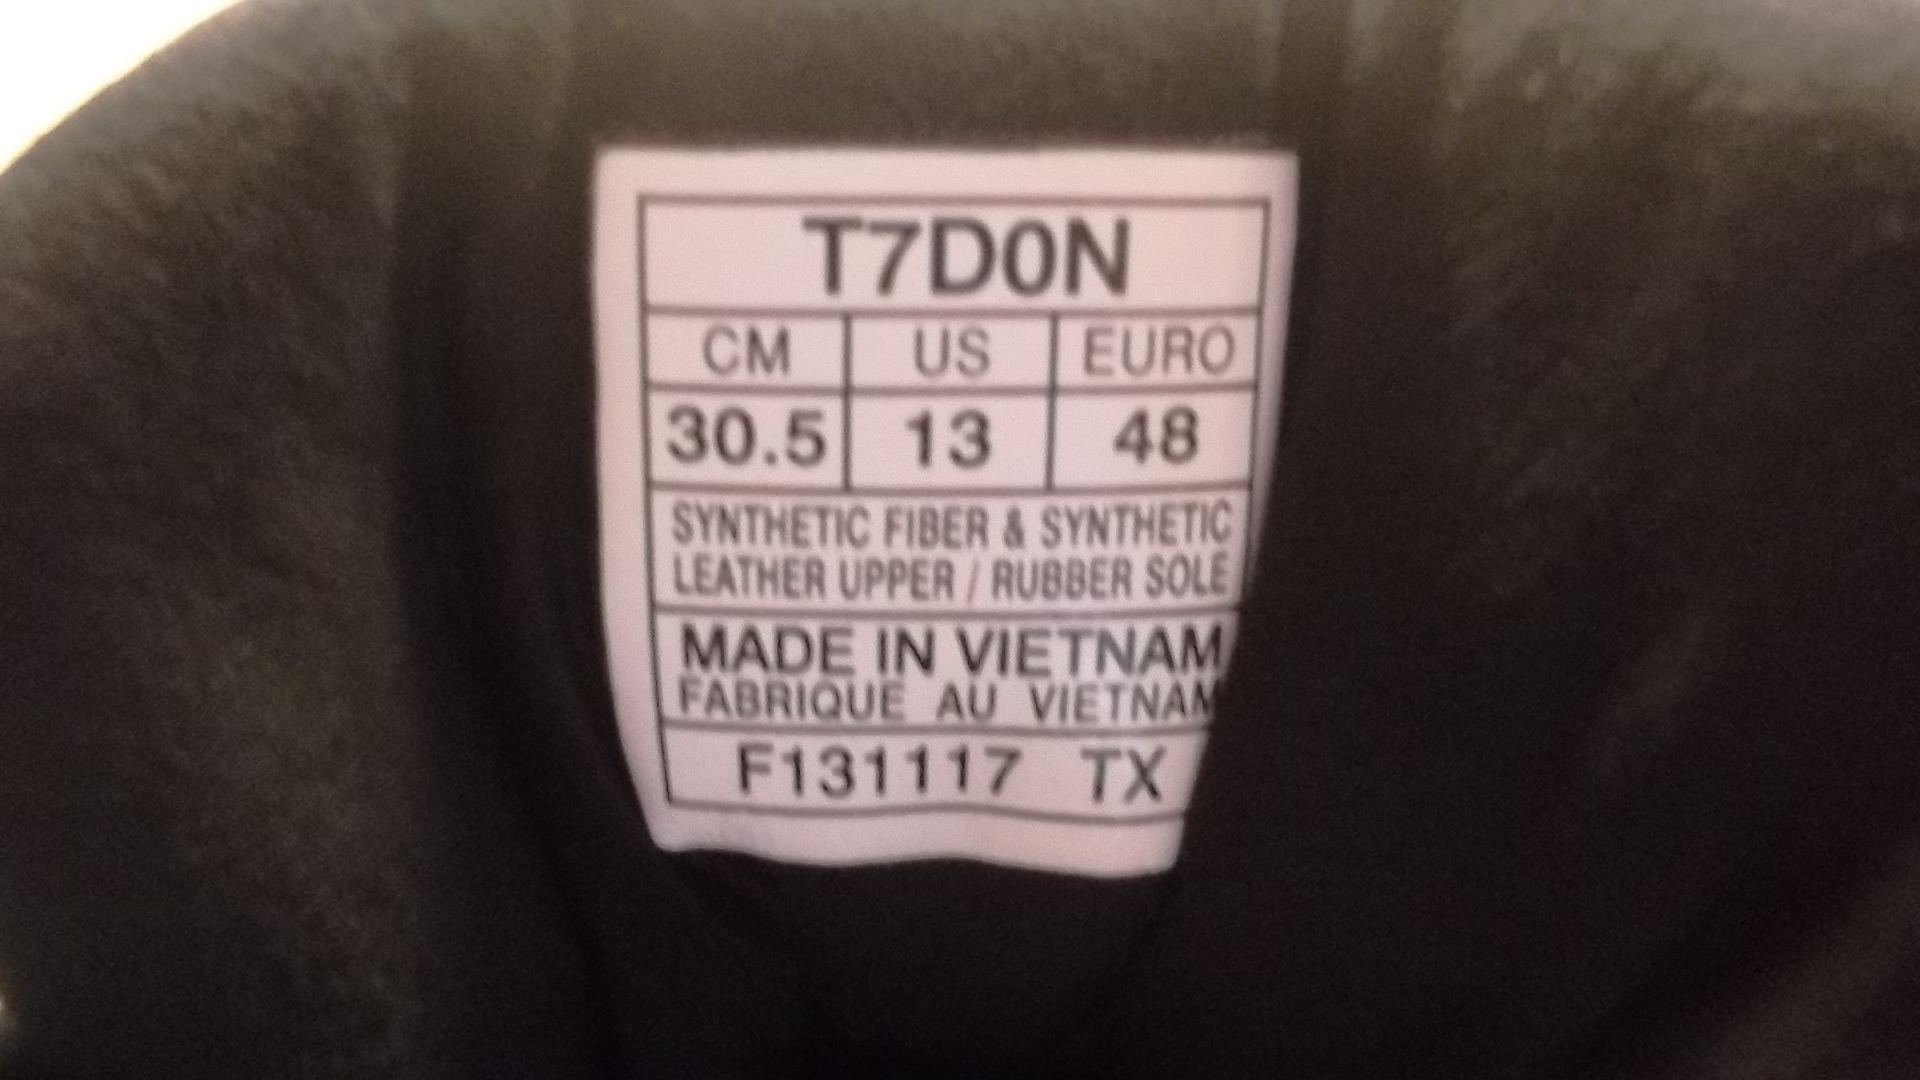 T7D0N
CM US EURO
30.5 13 48
SYNTHETIC FIBER & SYNTHETIC
LEATHER UPPER / RUBBER SOLE
MADE IN VIETNAM
FABRIQUE AU VIETNAM
F131117 TX